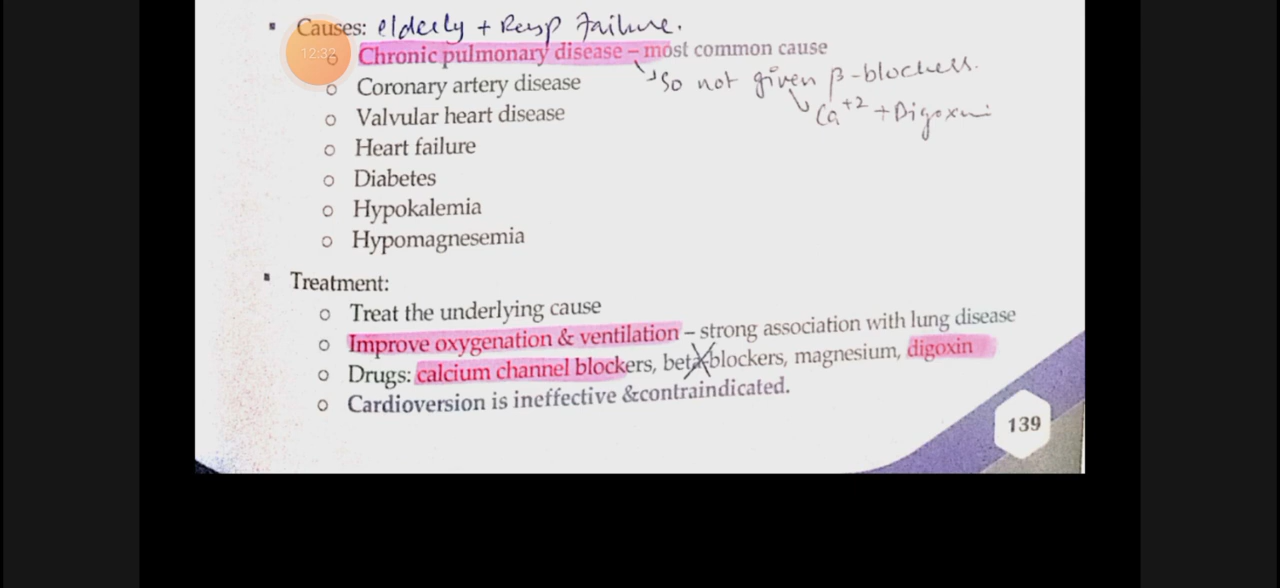 Causes: elderly + Resp Failure.
12:32
Chronic pulmonary disease – most common cause
So not given β-blockers.
Ca+2 + Digoxin
Coronary artery disease
Valvular heart disease
Heart failure
Diabetes
Hypokalemia
Hypomagnesemia
Treatment:
Treat the underlying cause
Improve oxygenation & ventilation – strong association with lung disease
Drugs: calcium channel blockers, beta-blockers, magnesium, digoxin
Cardioversion is ineffective &contraindicated.
139